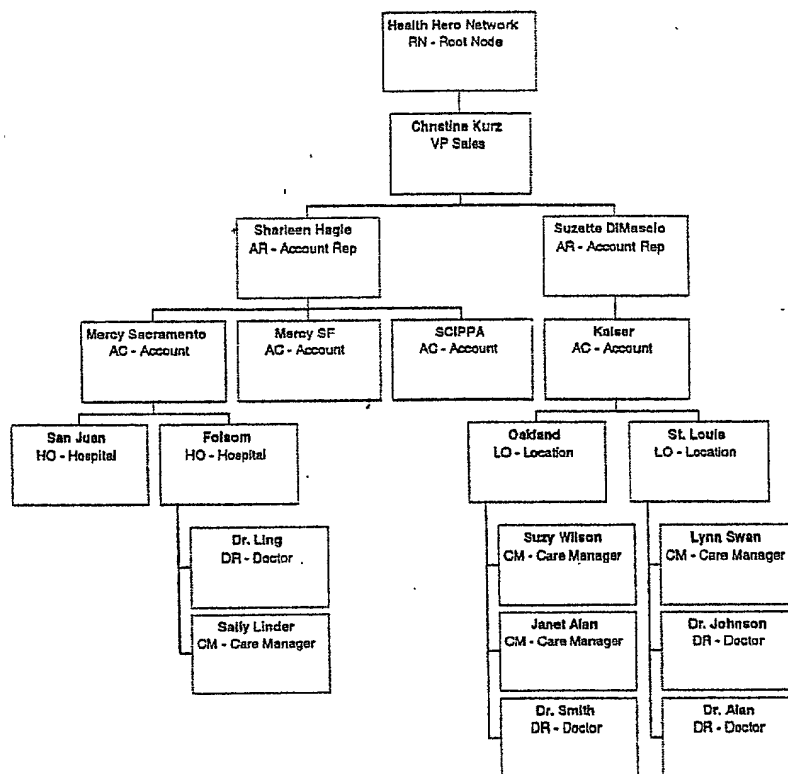 Health Hero Network
RN - Root Node
Christine Kurz
VP Sales
Sharleen Hagle
AR - Account Rep
Suzette DiMascio
AR - Account Rep
Mercy Sacramento
AC - Account
Mercy SF
AC - Account
SCIPPA
AC - Account
Kaiser
AC - Account
San Juan
HO - Hospital
Folsom
HO - Hospital
Oakland
LO - Location
St. Louis
LO - Location
Dr. Ling
DR - Doctor
Suzy Wilson
CM - Care Manager
Lynn Swan
CM - Care Manager
Sally Linder
CM - Care Manager
Janet Alan
CM - Care Manager
Dr. Johnson
DR - Doctor
Dr. Smith
DR - Doctor
Dr. Alan
DR - Doctor